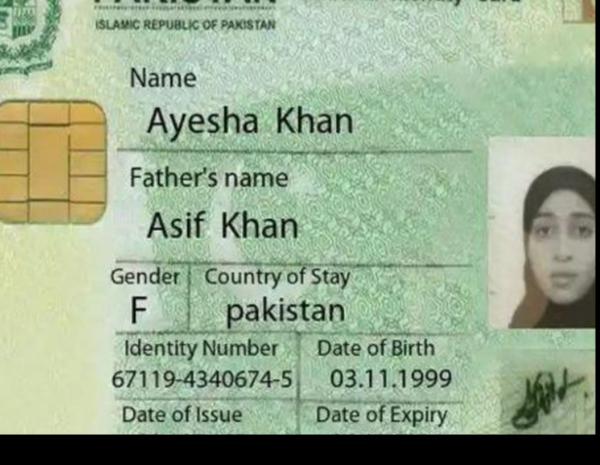 PAKISTAN
ISLAMIC REPUBLIC OF PAKISTAN
Name
Ayesha Khan
Father's name
Asif Khan
Gender Country of Stay
F pakistan
Identity Number Date of Birth
67119-4340674-5 03.11.1999
Date of Issue Date of Expiry